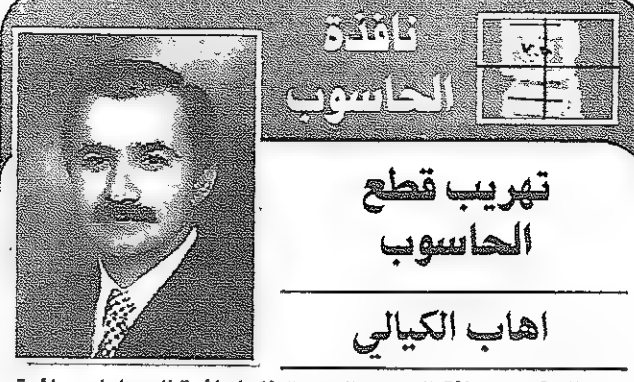 نافذة
الحاسوب
تهريب قطع
الحاسوب
اهاب الكيالي